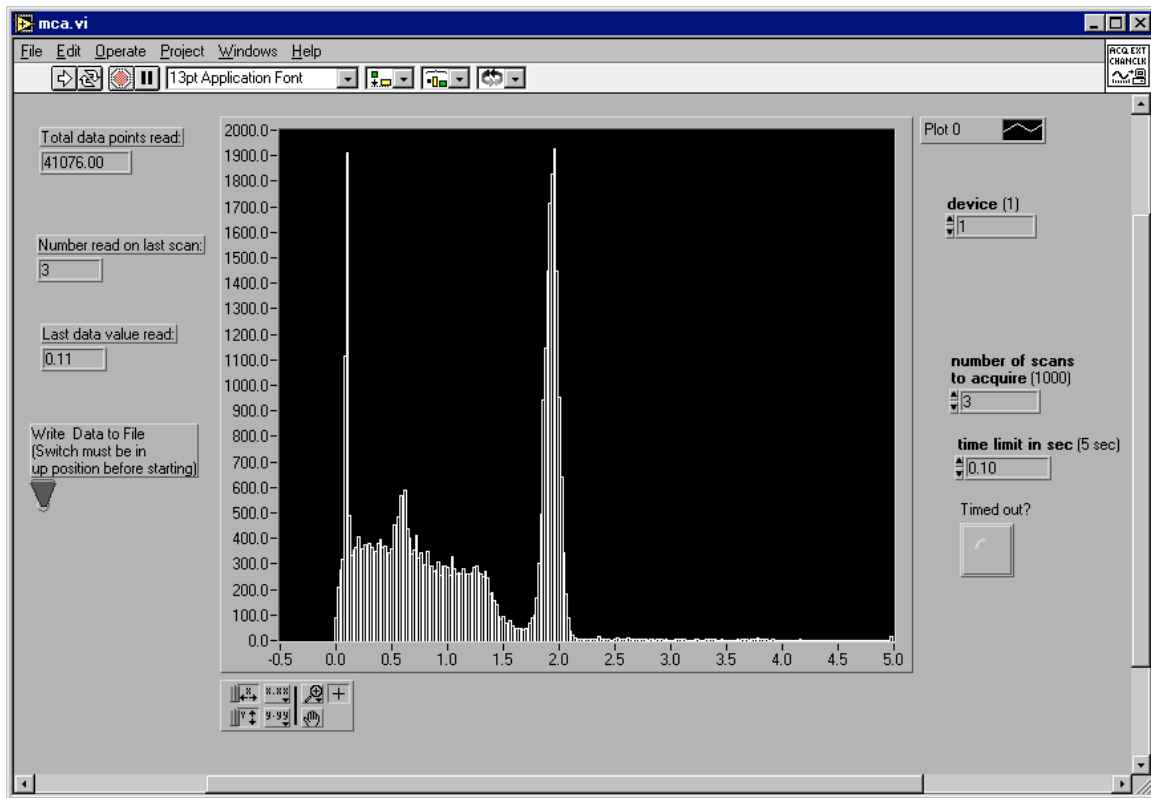 mca.vi
File Edit Operate Project Windows Help
13pt Application Font
ACQ EXT
CHANCLK
Total data points read:
41076.00
Number read on last scan:
3
Last data value read:
0.11
Write Data to File
(Switch must be in
up position before starting)
2000.0
1900.0
1800.0
1700.0
1600.0
1500.0
1400.0
1300.0
1200.0
1100.0
1000.0
900.0
800.0
700.0
600.0
500.0
400.0
300.0
200.0
100.0
0.0
-0.5 0.0 0.5 1.0 1.5 2.0 2.5 3.0 3.5 4.0 4.5 5.0
X x.xx
Y y.yy
Plot 0
device (1)
1
number of scans
to acquire (1000)
3
time limit in sec (5 sec)
0.10
Timed out?